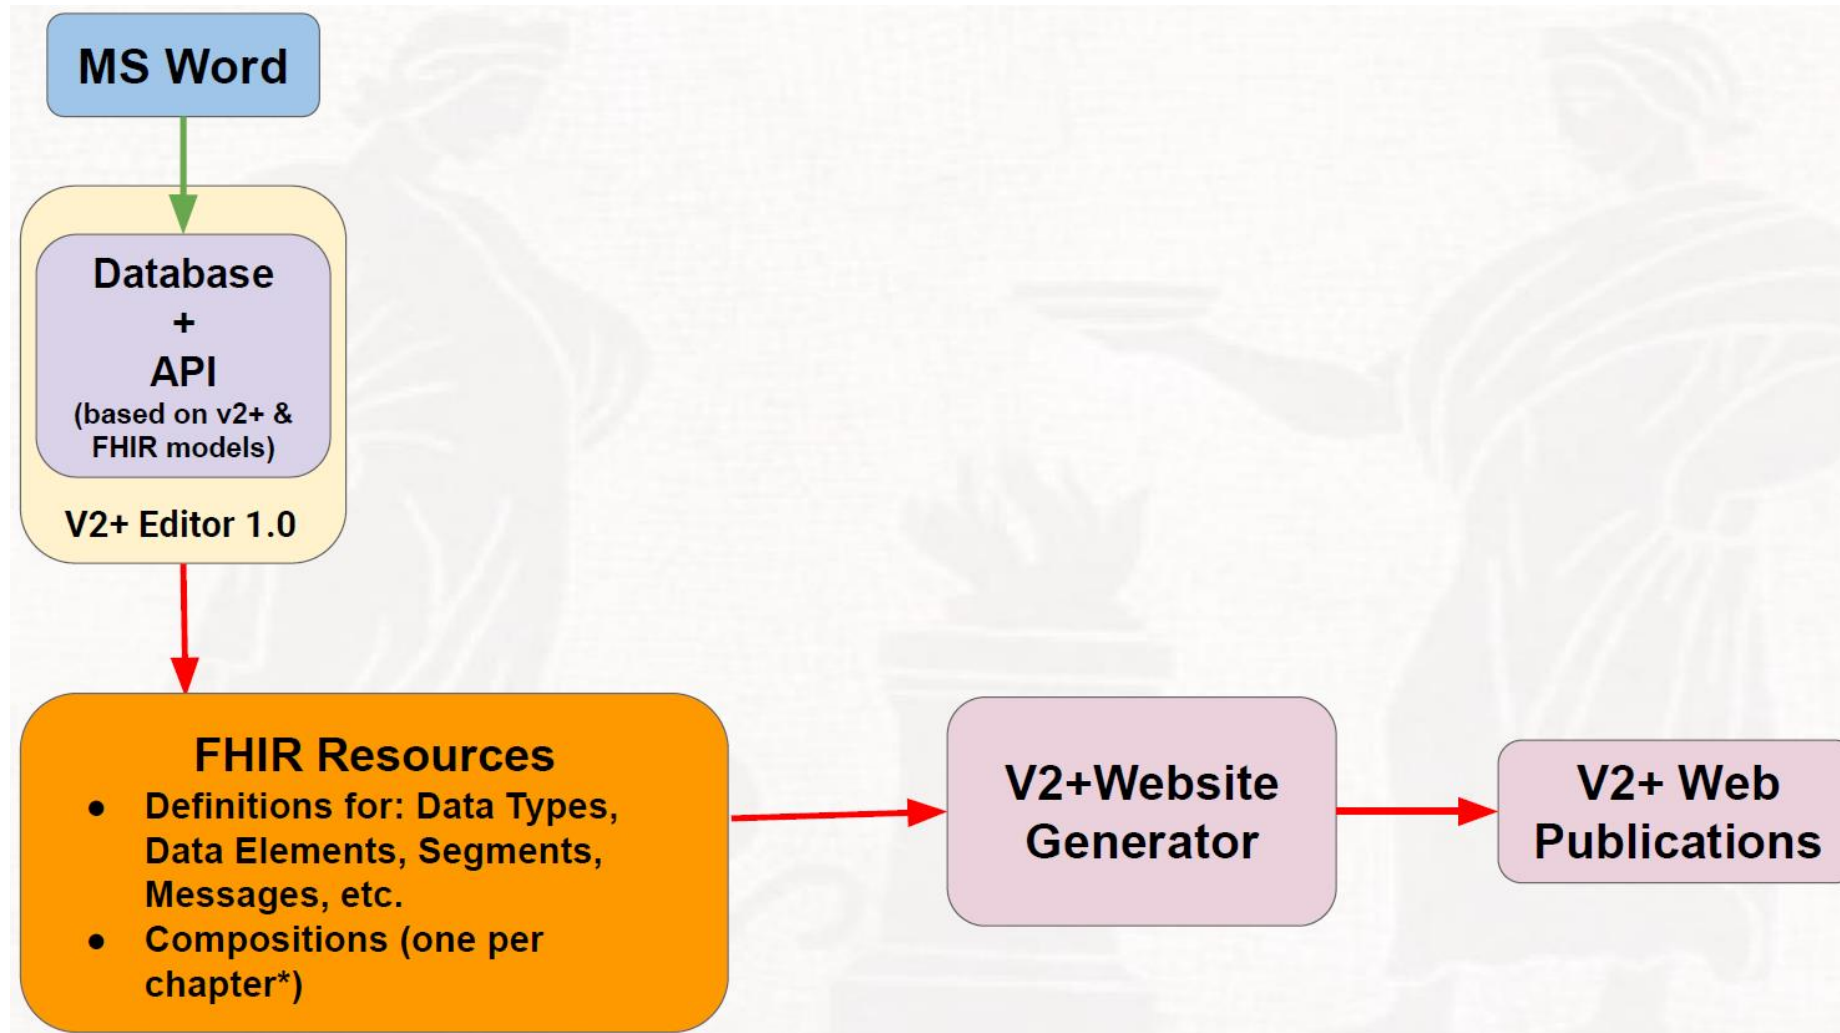 MS Word
Database
+
API
(based on v2+ &
FHIR models)
V2+ Editor 1.0
FHIR Resources
● Definitions for: Data Types,
Data Elements, Segments,
Messages, etc.
● Compositions (one per
chapter*)
V2+Website
Generator
V2+ Web
Publications